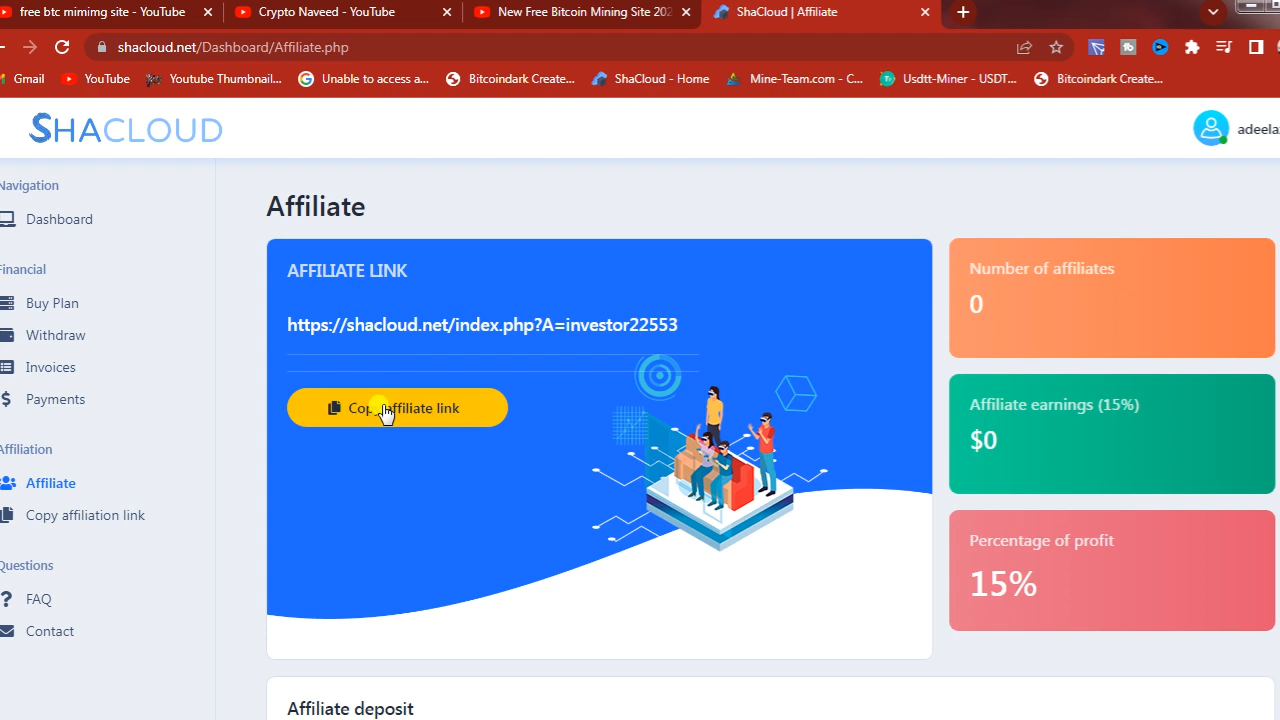 free btc mimimg site - YouTube
Crypto Naveed - YouTube
New Free Bitcoin Mining Site 202
ShaCloud | Affiliate
shacloud.net/Dashboard/Affiliate.php
Gmail
YouTube
Youtube Thumbnail...
Unable to access a...
Bitcoindark Create...
ShaCloud - Home
Mine-Team.com - C...
Usdtt-Miner - USDT...
Bitcoindark Create...
SHACLOUD
adeela
Navigation
Dashboard
Financial
Buy Plan
Withdraw
Invoices
Payments
Affiliation
Affiliate
Copy affiliation link
Questions
FAQ
Contact
Affiliate
AFFILIATE LINK
https://shacloud.net/index.php?A=investor22553
Copy affiliate link
Number of affiliates
0
Affiliate earnings (15%)
$0
Percentage of profit
15%
Affiliate deposit